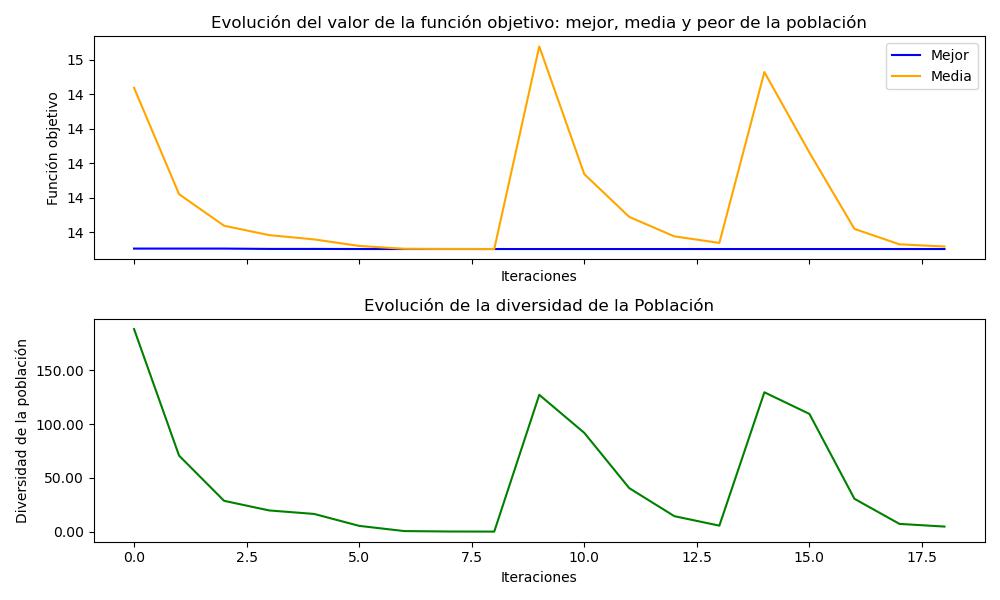 Evolución del valor de la función objetivo: mejor, media y peor de la población
Función objetivo
15
14
14
14
14
14
Mejor
Media
Iteraciones
Evolución de la diversidad de la Población
Diversidad de la población
150.00
100.00
50.00
0.00
0.0 2.5 5.0 7.5 10.0 12.5 15.0 17.5
Iteraciones